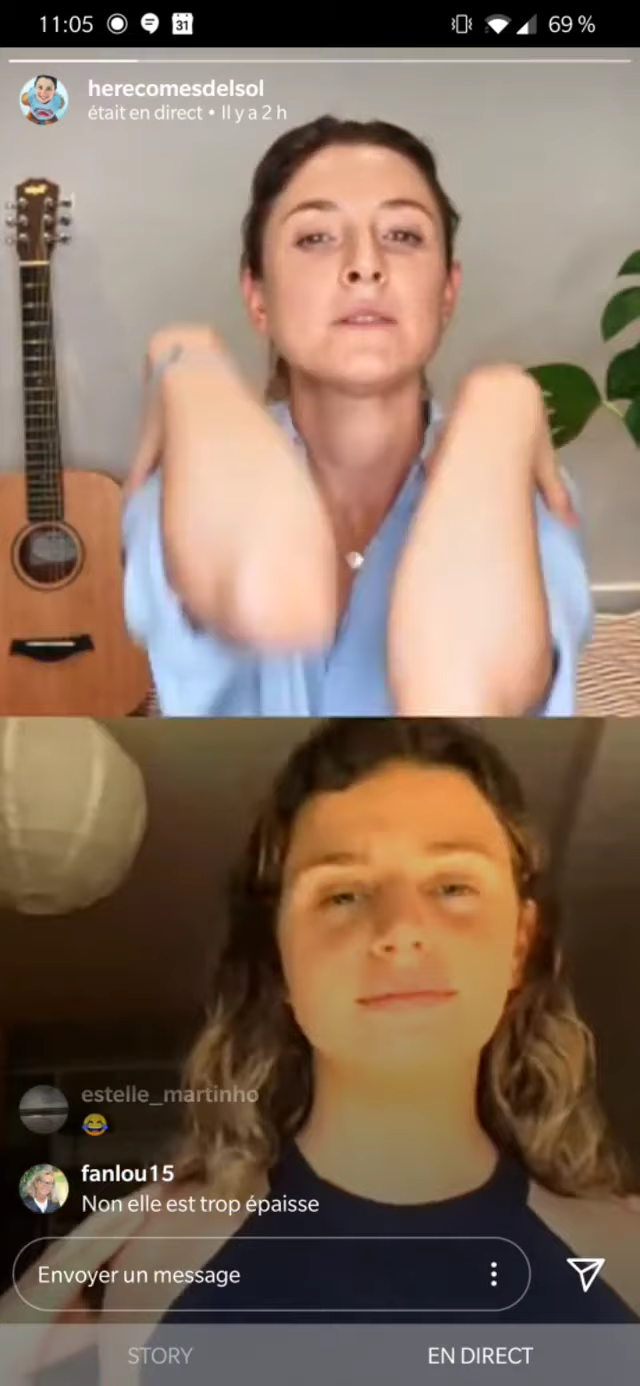 11:05
31
69 %
herecomesdelsol
était en direct • Il y a 2 h
estelle_martinho
😂
fanlou15
Non elle est trop épaisse
Envoyer un message
STORY
EN DIRECT